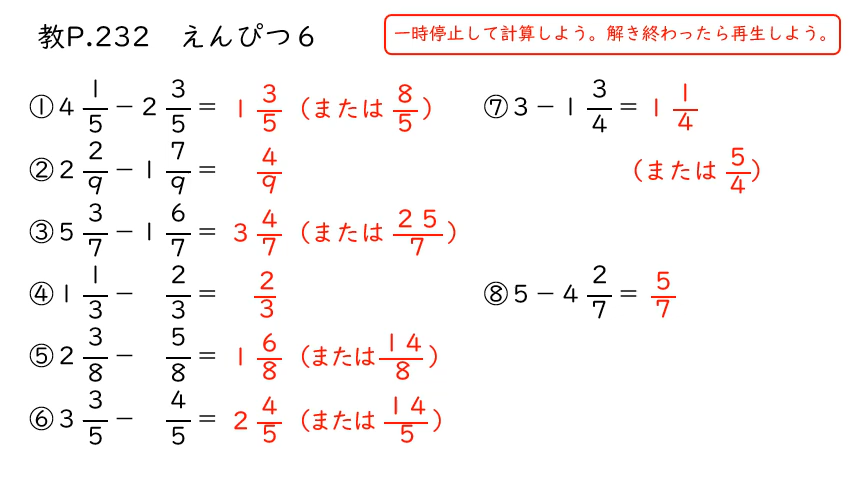 教P.232 えんぴつ６
一時停止して計算しよう。解き終わったら再生しよう。
①4 1/5 － 2 3/5 ＝ 1 3/5 （または 8/5）
②2 2/9 － 1 7/9 ＝ 4/9
③5 3/7 － 1 6/7 ＝ 3 4/7 （または 25/7）
④1 1/3 － 2/3 ＝ 2/3
⑤2 3/8 － 5/8 ＝ 1 6/8 （または 14/8）
⑥3 3/5 － 4/5 ＝ 2 4/5 （または 14/5）
⑦3 － 1 3/4 ＝ 1 1/4
（または 5/4）
⑧5 － 4 2/7 ＝ 5/7